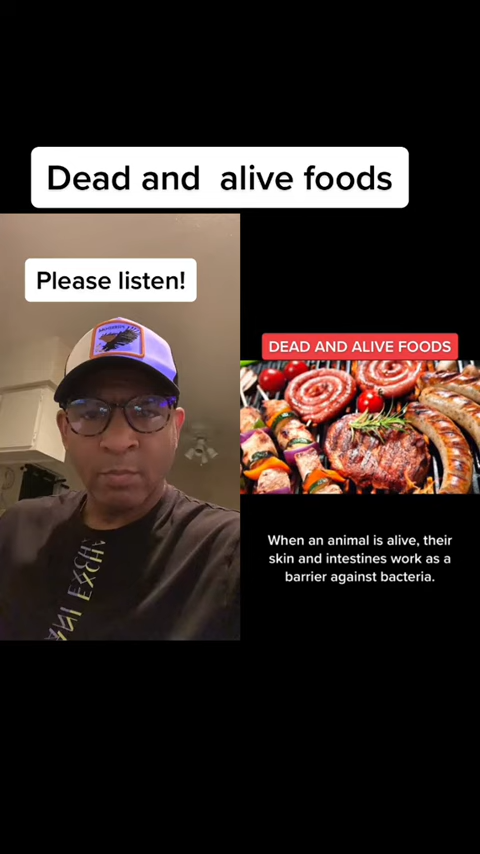 Dead and alive foods
Please listen!
DEAD AND ALIVE FOODS
When an animal is alive, their
skin and intestines work as a
barrier against bacteria.